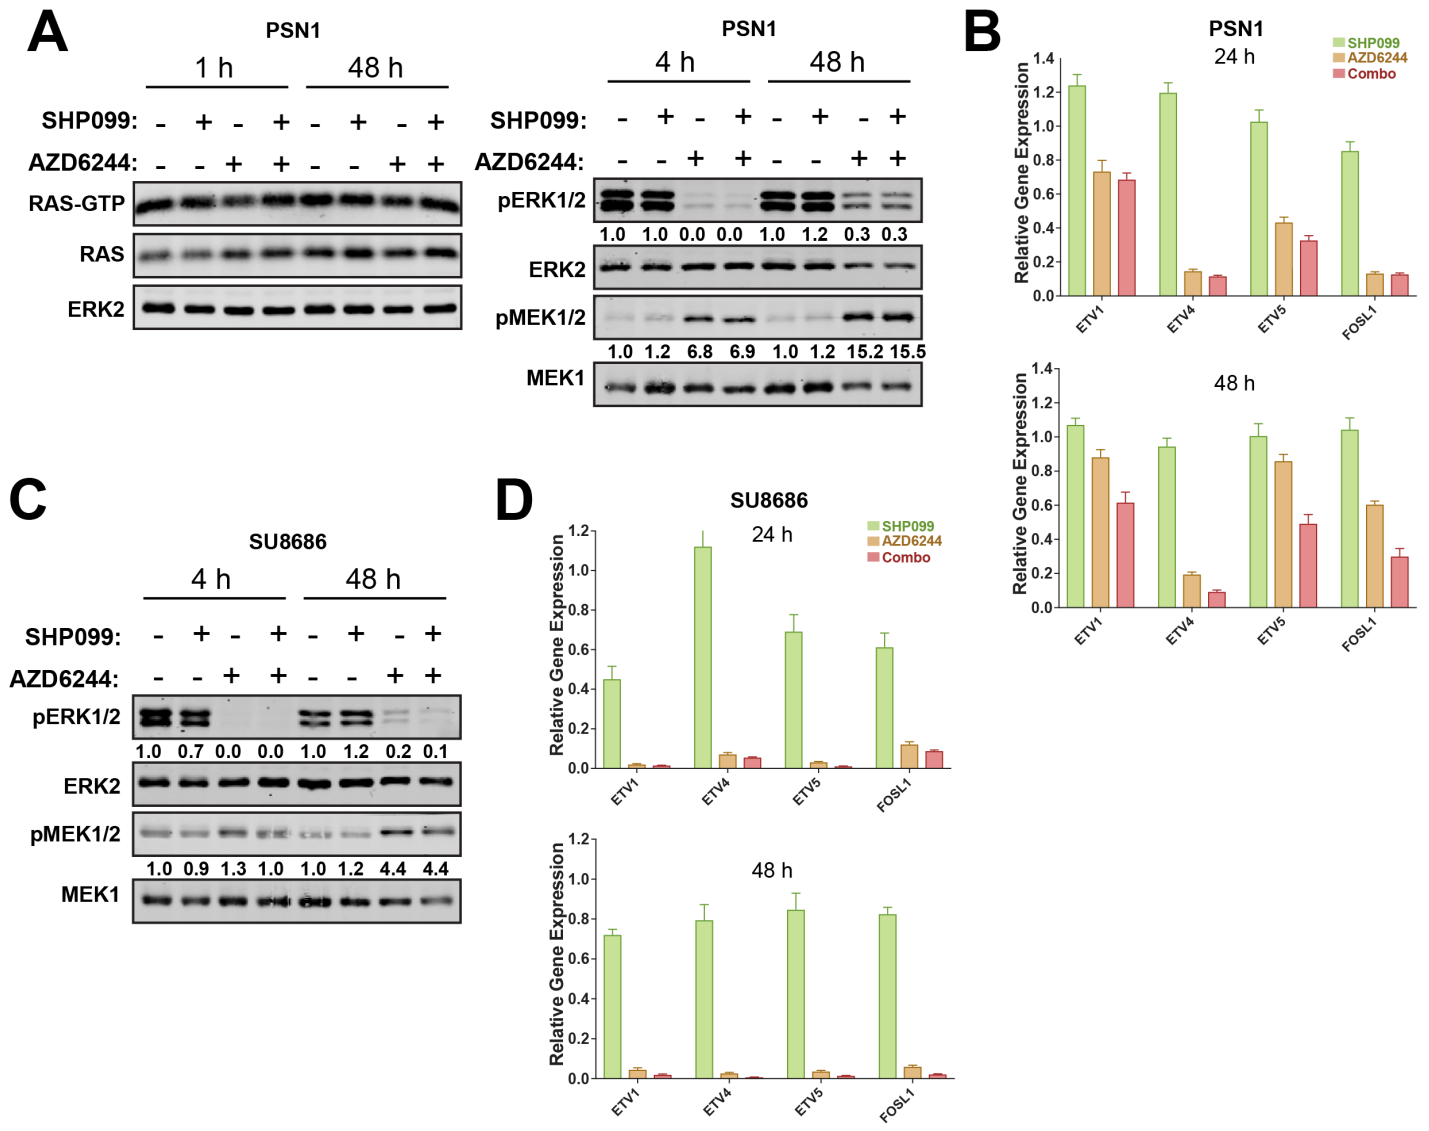 A
PSN1
1 h 48 h
SHP099: - + - + - + - +
AZD6244: - - + + - - + +
RAS-GTP
RAS
ERK2
PSN1
4 h 48 h
SHP099: - + - + - + - +
AZD6244: - - + + - - + +
pERK1/2
1.0 1.0 0.0 0.0 1.0 1.2 0.3 0.3
ERK2
pMEK1/2
1.0 1.2 6.8 6.9 1.0 1.2 15.2 15.5
MEK1
B
PSN1
24 h
SHP099
AZD6244
Combo
Relative Gene Expression
1.4
1.2
1.0
0.8
0.6
0.4
0.2
0.0
ETV1 ETV4 ETV5 FOSL1
48 h
Relative Gene Expression
1.4
1.2
1.0
0.8
0.6
0.4
0.2
0.0
ETV1 ETV4 ETV5 FOSL1
C
SU8686
4 h 48 h
SHP099: - + - + - + - +
AZD6244: - - + + - - + +
pERK1/2
1.0 0.7 0.0 0.0 1.0 1.2 0.2 0.1
ERK2
pMEK1/2
1.0 0.9 1.3 1.0 1.0 1.2 4.4 4.4
MEK1
D
SU8686
24 h
SHP099
AZD6244
Combo
Relative Gene Expression
1.2
1.0
0.8
0.6
0.4
0.2
0.0
ETV1 ETV4 ETV5 FOSL1
48 h
Relative Gene Expression
1.2
1.0
0.8
0.6
0.4
0.2
0.0
ETV1 ETV4 ETV5 FOSL1